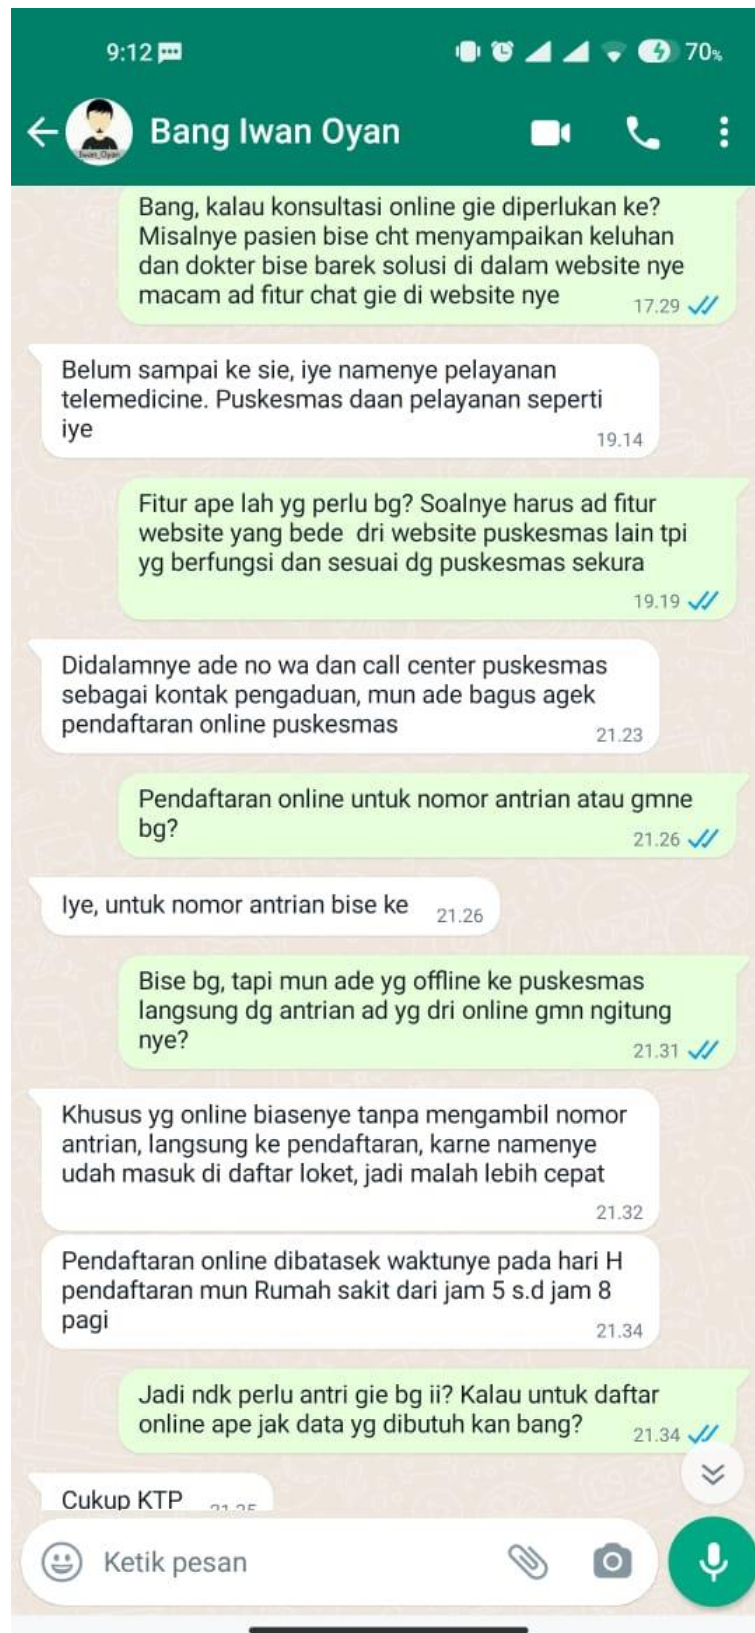 9:12
70%
Bang Iwan Oyan
Iwan_Oyan
Bang, kalau konsultasi online gie diperlukan ke?
Misalnye pasien bise cht menyampaikan keluhan
dan dokter bise barek solusi di dalam website nye
macam ad fitur chat gie di website nye
17.29
Belum sampai ke sie, iye namenye pelayanan
telemedicine. Puskesmas daan pelayanan seperti
iye
19.14
Fitur ape lah yg perlu bg? Soalnye harus ad fitur
website yang bede dri website puskesmas lain tpi
yg berfungsi dan sesuai dg puskesmas sekura
19.19
Didalamnye ade no wa dan call center puskesmas
sebagai kontak pengaduan, mun ade bagus agek
pendaftaran online puskesmas
21.23
Pendaftaran online untuk nomor antrian atau gmne
bg?
21.26
Iye, untuk nomor antrian bise ke
21.26
Bise bg, tapi mun ade yg offline ke puskesmas
langsung dg antrian ad yg dri online gmn ngitung
nye?
21.31
Khusus yg online biasenye tanpa mengambil nomor
antrian, langsung ke pendaftaran, karne namenye
udah masuk di daftar loket, jadi malah lebih cepat
21.32
Pendaftaran online dibatasek waktunye pada hari H
pendaftaran mun Rumah sakit dari jam 5 s.d jam 8
pagi
21.34
Jadi ndk perlu antri gie bg ii? Kalau untuk daftar
online ape jak data yg dibutuh kan bang?
21.34
Cukup KTP
Ketik pesan